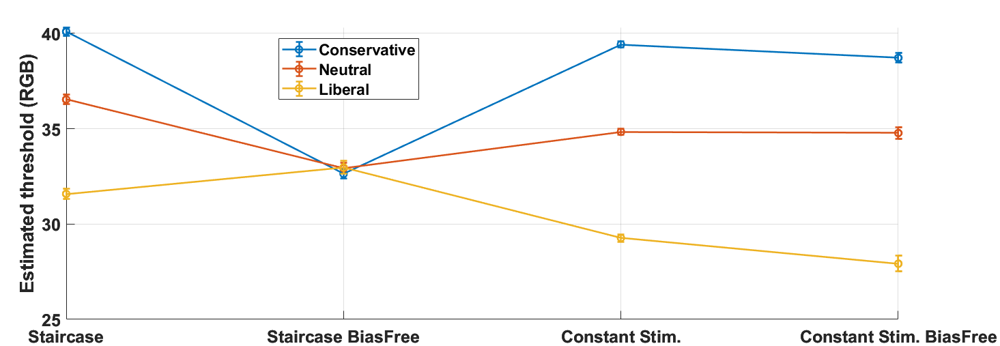 Estimated threshold (RGB)
40
35
30
25
Conservative
Neutral
Liberal
Staircase
Staircase BiasFree
Constant Stim.
Constant Stim. BiasFree